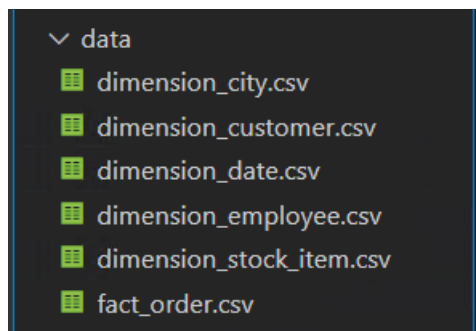 data
dimension_city.csv
dimension_customer.csv
dimension_date.csv
dimension_employee.csv
dimension_stock_item.csv
fact_order.csv